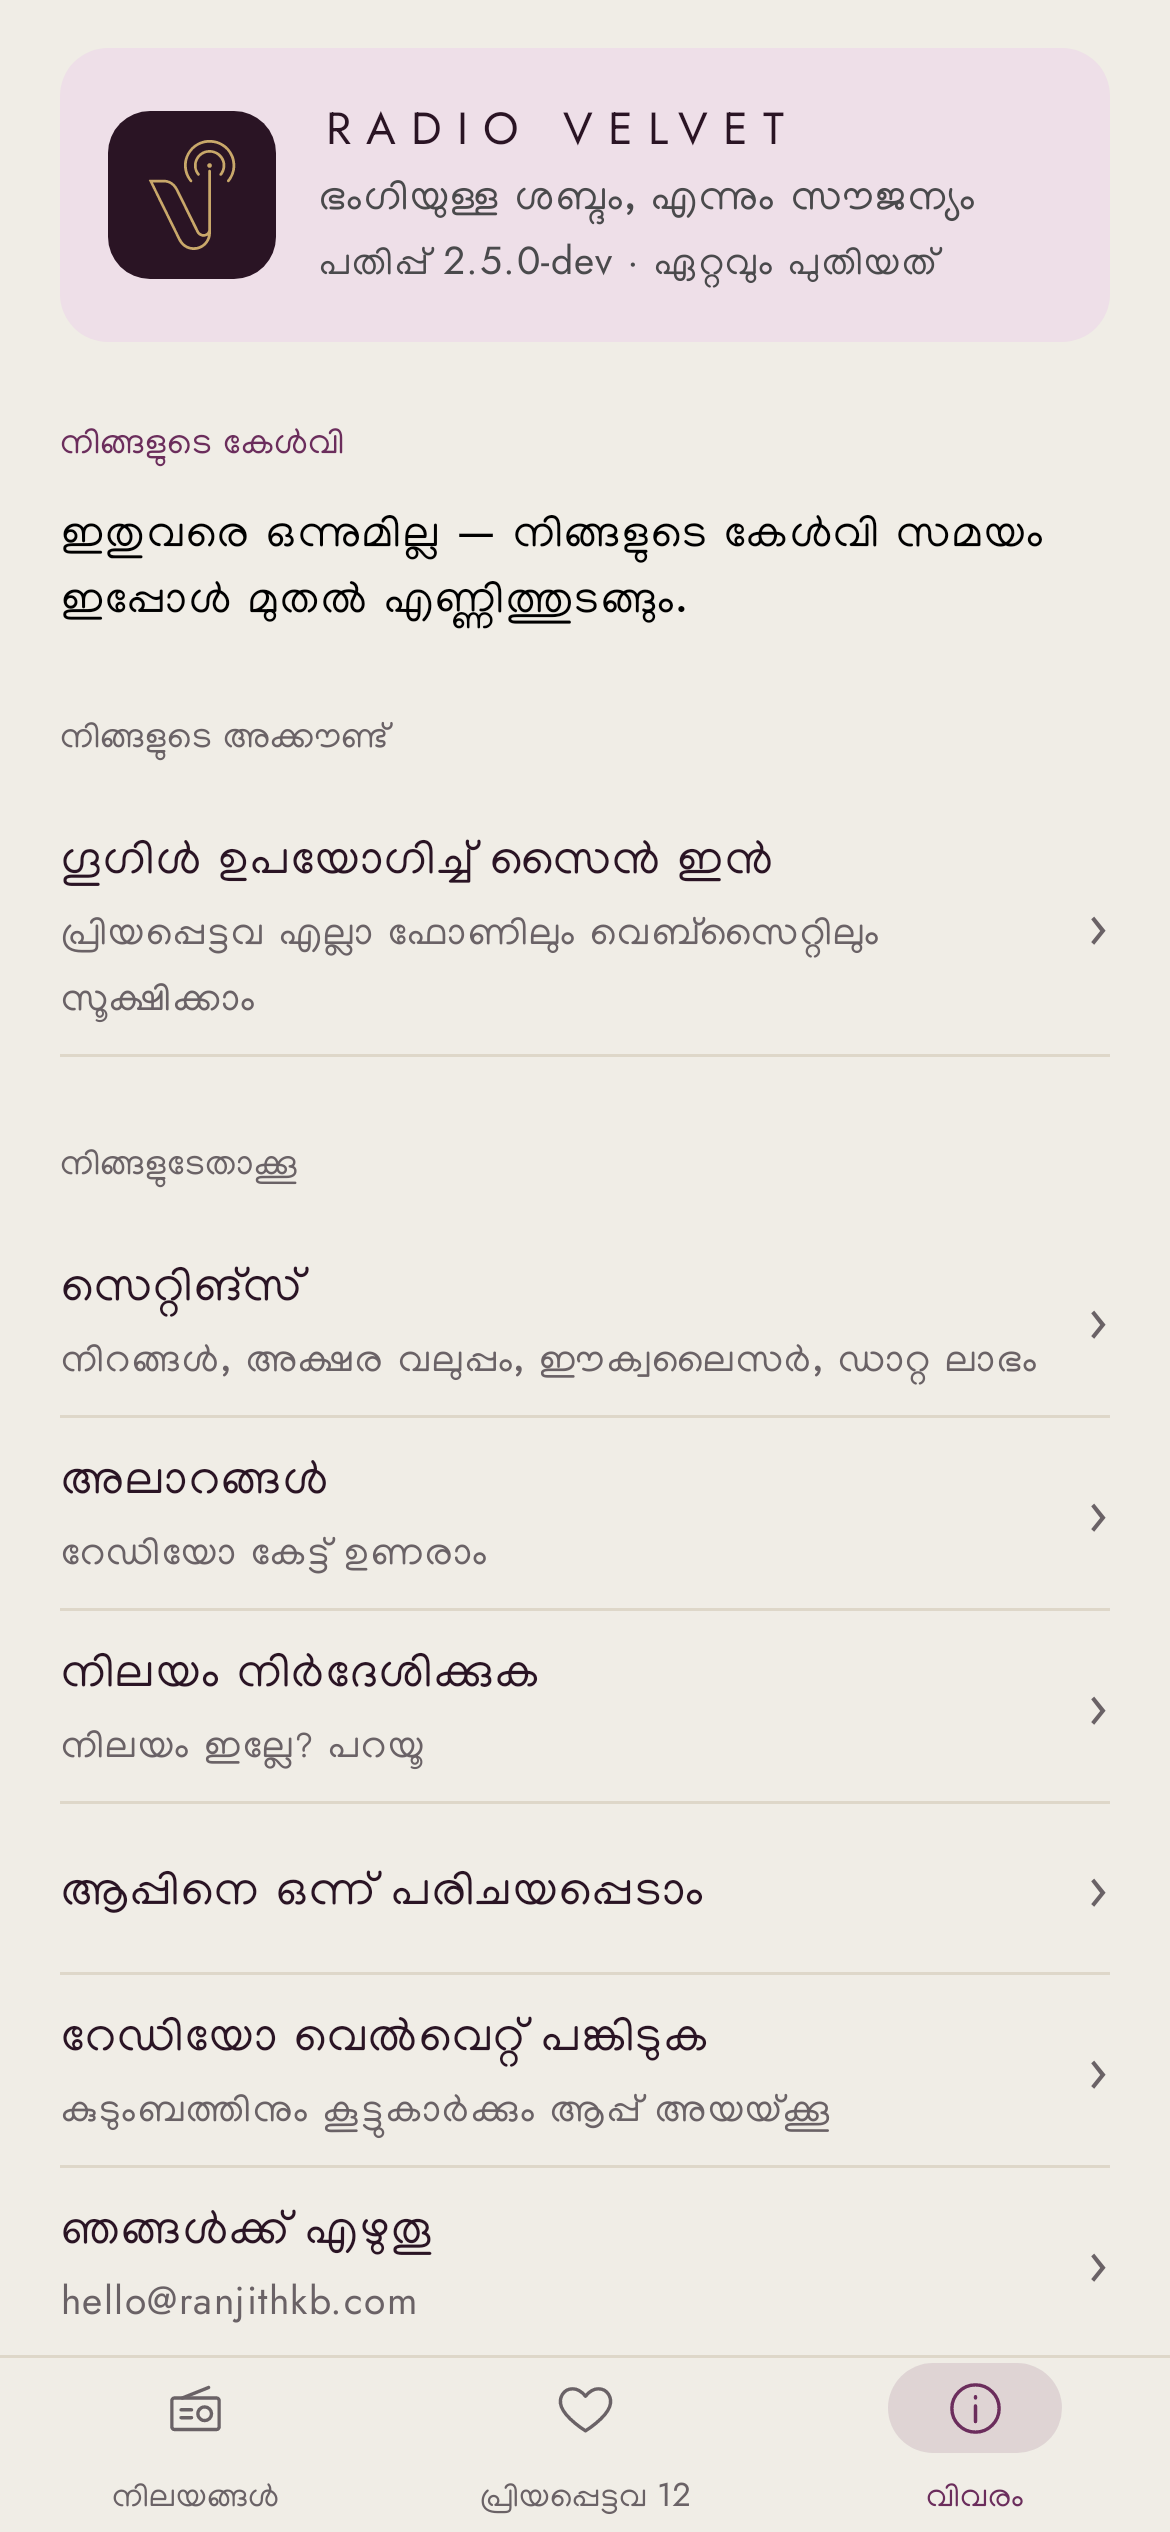 RADIO VELVET
ഭംഗിയുള്ള ശബ്ദം, എന്നും സൗജന്യം
പതിപ്പ് 2.5.0-dev · ഏറ്റവും പുതിയത്
നിങ്ങളുടെ കേൾവി
ഇതുവരെ ഒന്നുമില്ല — നിങ്ങളുടെ കേൾവി സമയം
ഇപ്പോൾ മുതൽ എണ്ണിത്തുടങ്ങും.
നിങ്ങളുടെ അക്കൗണ്ട്
ഗൂഗിൾ ഉപയോഗിച്ച് സൈൻ ഇൻ
പ്രിയപ്പെട്ടവ എല്ലാ ഫോണിലും വെബ്സൈറ്റിലും
സൂക്ഷിക്കാം
നിങ്ങളുടേതാക്കൂ
സെറ്റിങ്സ്
നിറങ്ങൾ, അക്ഷര വലുപ്പം, ഈക്വലൈസർ, ഡാറ്റ ലാഭം
അലാറങ്ങൾ
റേഡിയോ കേട്ട് ഉണരാം
നിലയം നിർദേശിക്കുക
നിലയം ഇല്ലേ? പറയൂ
ആപ്പിനെ ഒന്ന് പരിചയപ്പെടാം
റേഡിയോ വെൽവെറ്റ് പങ്കിടുക
കുടുംബത്തിനും കൂട്ടുകാർക്കും ആപ്പ് അയയ്ക്കൂ
ഞങ്ങൾക്ക് എഴുതൂ
hello@ranjithkb.com
നിലയങ്ങൾ
പ്രിയപ്പെട്ടവ 12
വിവരം